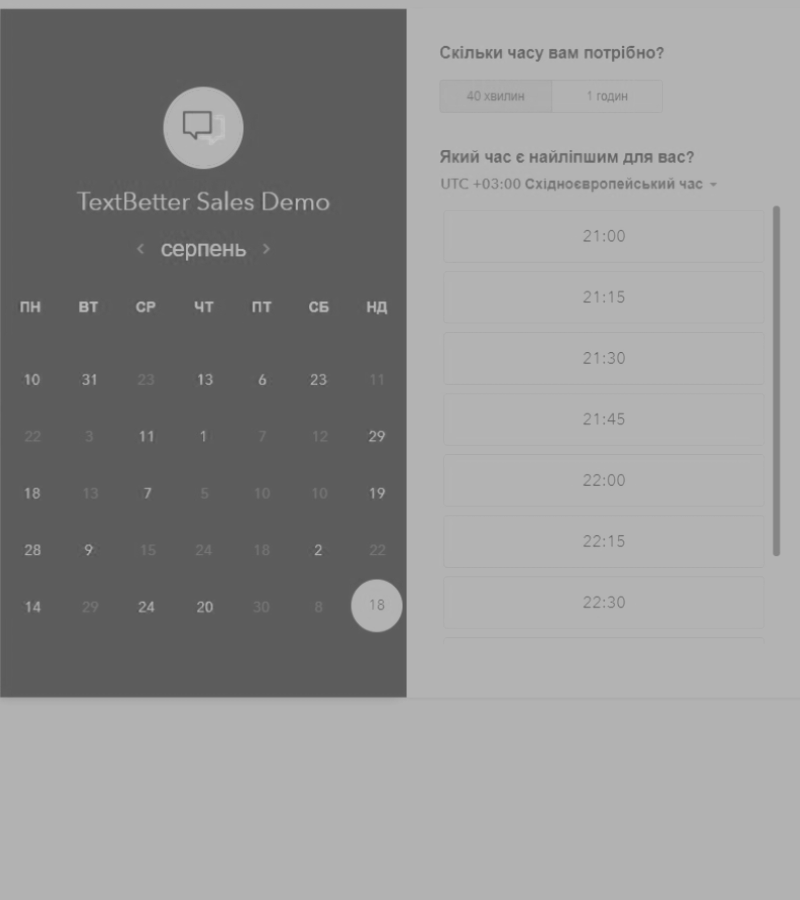 TextBetter Sales Demo
серпень
ПН ВТ СР ЧТ ПТ СБ НД
10 31 23 13 6 23 11
22 3 11 1 7 12 29
18 13 7 5 10 10 19
28 9 15 24 18 2 22
14 29 24 20 30 8 18
Скільки часу вам потрібно?
40 хвилин 1 годин
Який час є найліпшим для вас?
UTC +03:00 Східноєвропейський час
21:00
21:15
21:30
21:45
22:00
22:15
22:30